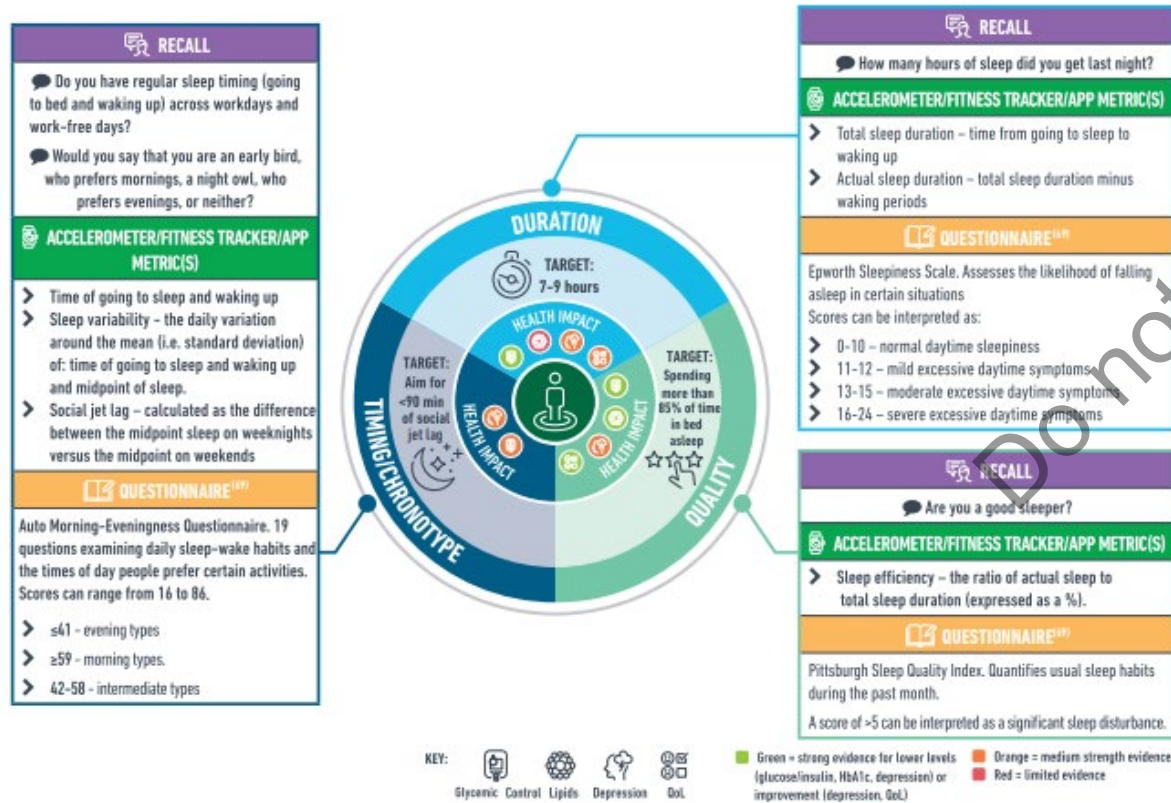 RECALL
Do you have regular sleep timing (going
to bed and waking up) across workdays and
work-free days?
Would you say that you are an early bird,
who prefers mornings, a night owl, who
prefers evenings, or neither?
ACCELEROMETER/FITNESS TRACKER/APP
METRIC(S)
Time of going to sleep and waking up
Sleep variability – the daily variation
around the mean (i.e. standard deviation)
of: time of going to sleep and waking up
and midpoint of sleep.
Social jet lag – calculated as the difference
between the midpoint sleep on weeknights
versus the midpoint on weekends
QUESTIONNAIRE(69)
Auto Morning-Eveningness Questionnaire. 19
questions examining daily sleep-wake habits and
the times of day people prefer certain activities.
Scores can range from 16 to 86.
≤41 - evening types
≥59 - morning types.
42-58 - intermediate types
DURATION
TARGET:
7-9 hours
HEALTH IMPACT
TIMING/CHRONOTYPE
TARGET:
Aim for
<90 min
of social
jet lag
HEALTH IMPACT
QUALITY
TARGET:
Spending
more than
85% of time
in bed
asleep
HEALTH IMPACT
RECALL
How many hours of sleep did you get last night?
ACCELEROMETER/FITNESS TRACKER/APP METRIC(S)
Total sleep duration – time from going to sleep to
waking up
Actual sleep duration – total sleep duration minus
waking periods
QUESTIONNAIRE(69)
Epworth Sleepiness Scale. Assesses the likelihood of falling
asleep in certain situations
Scores can be interpreted as:
0-10 – normal daytime sleepiness
11-12 – mild excessive daytime symptoms
13-15 – moderate excessive daytime symptoms
16-24 – severe excessive daytime symptoms
RECALL
Are you a good sleeper?
ACCELEROMETER/FITNESS TRACKER/APP METRIC(S)
Sleep efficiency – the ratio of actual sleep to
total sleep duration (expressed as a %).
QUESTIONNAIRE(69)
Pittsburgh Sleep Quality Index. Quantifies usual sleep habits
during the past month.
A score of >5 can be interpreted as a significant sleep disturbance.
Do not
KEY:
Glycemic Control
Lipids
Depression
QoL
Green = strong evidence for lower levels
(glucose/insulin, HbA1c, depression) or
improvement (depression, QoL)
Orange = medium strength evidence
Red = limited evidence